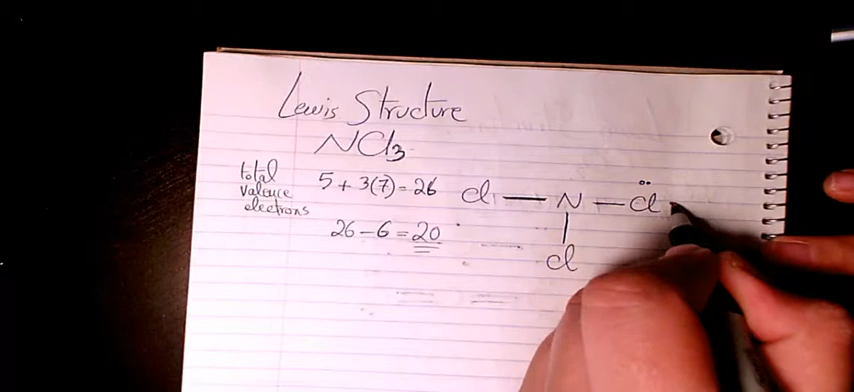 Lewis Structure
NCl3
total
valence
electrons
5 + 3(7) = 26
26 - 6 = 20
Cl — N — Cl
Cl